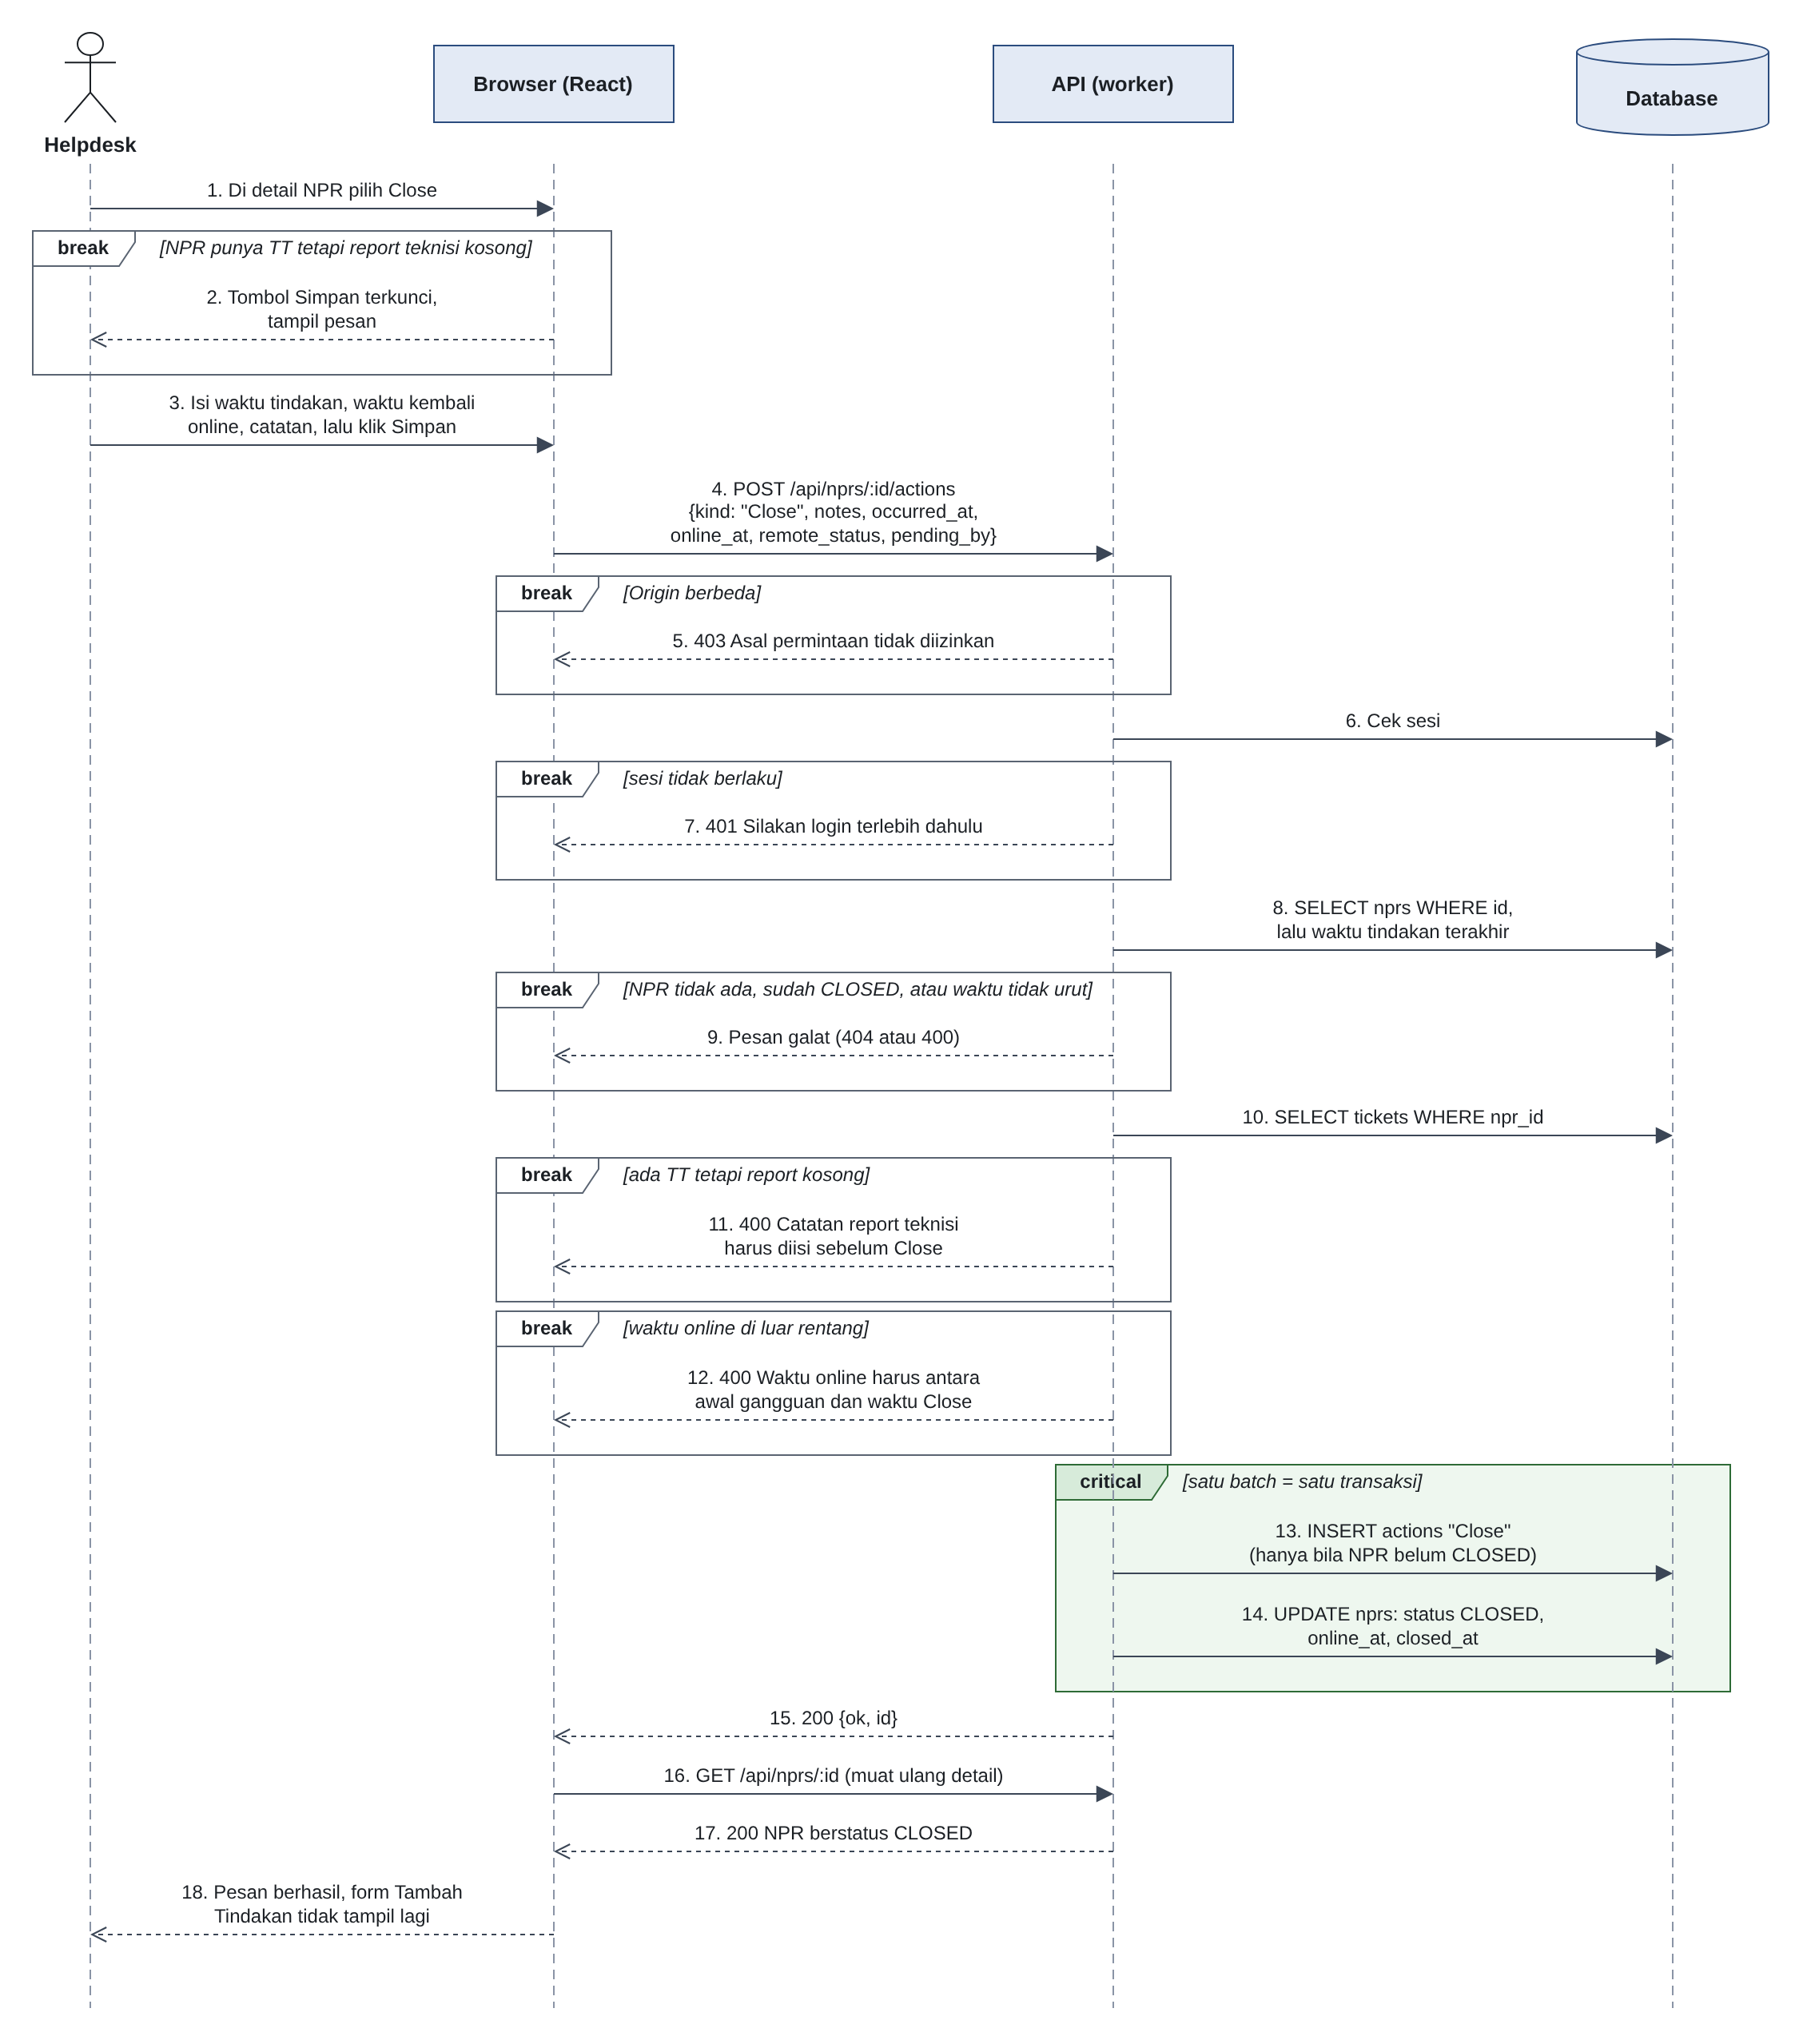 Helpdesk
Browser (React)
API (worker)
Database
1. Di detail NPR pilih Close
break
[NPR punya TT tetapi report teknisi kosong]
2. Tombol Simpan terkunci,
tampil pesan
3. Isi waktu tindakan, waktu kembali
online, catatan, lalu klik Simpan
4. POST /api/nprs/:id/actions
{kind: "Close", notes, occurred_at,
online_at, remote_status, pending_by}
break
[Origin berbeda]
5. 403 Asal permintaan tidak diizinkan
6. Cek sesi
break
[sesi tidak berlaku]
7. 401 Silakan login terlebih dahulu
8. SELECT nprs WHERE id,
lalu waktu tindakan terakhir
break
[NPR tidak ada, sudah CLOSED, atau waktu tidak urut]
9. Pesan galat (404 atau 400)
10. SELECT tickets WHERE npr_id
break
[ada TT tetapi report kosong]
11. 400 Catatan report teknisi
harus diisi sebelum Close
break
[waktu online di luar rentang]
12. 400 Waktu online harus antara
awal gangguan dan waktu Close
critical
[satu batch = satu transaksi]
13. INSERT actions "Close"
(hanya bila NPR belum CLOSED)
14. UPDATE nprs: status CLOSED,
online_at, closed_at
15. 200 {ok, id}
16. GET /api/nprs/:id (muat ulang detail)
17. 200 NPR berstatus CLOSED
18. Pesan berhasil, form Tambah
Tindakan tidak tampil lagi